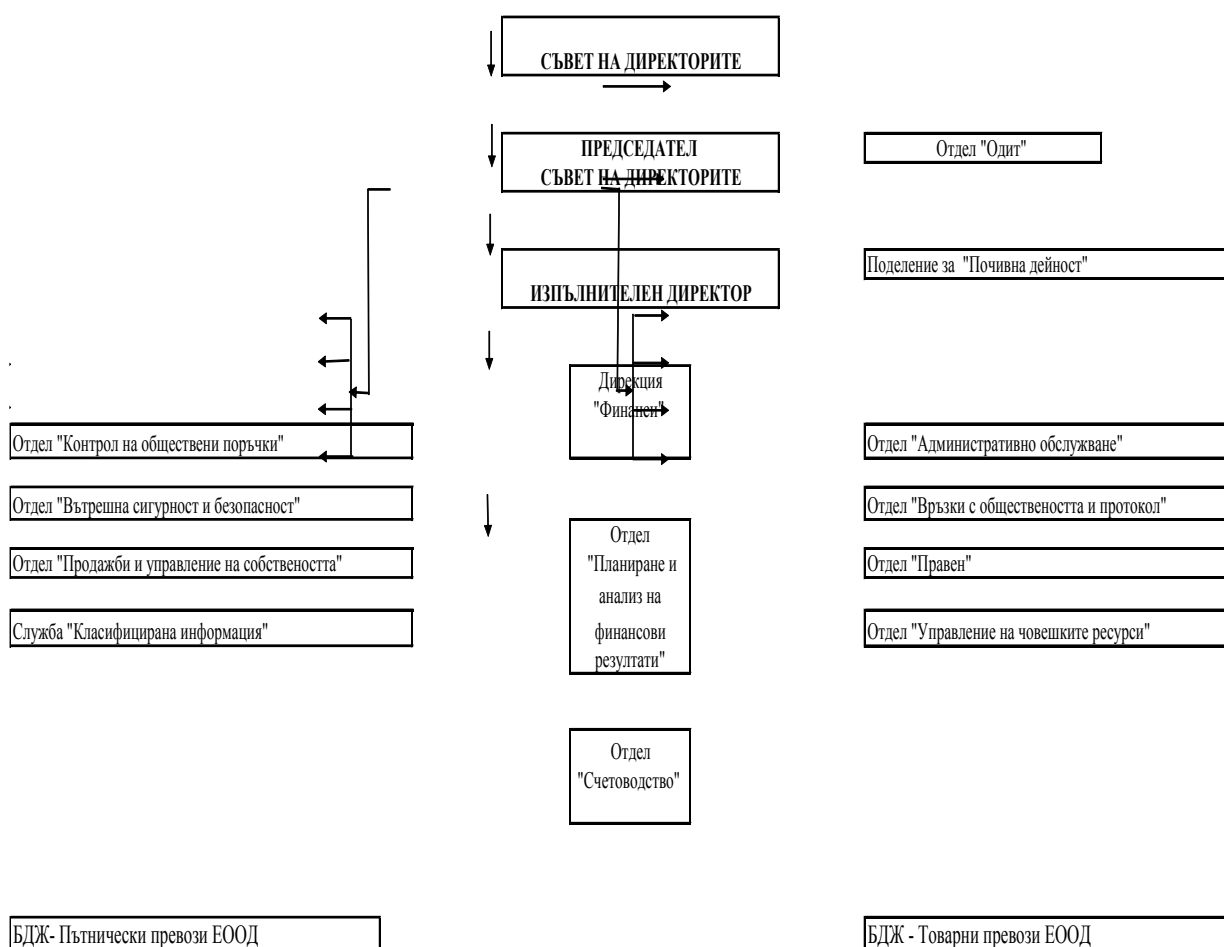 СЪВЕТ НА ДИРЕКТОРИТЕ
ПРЕДСЕДАТЕЛ
СЪВЕТ НА ДИРЕКТОРИТЕ
Отдел "Одит"
ИЗПЪЛНИТЕЛЕН ДИРЕКТОР
Поделение за "Почивна дейност"
Дирекция
"Финанси"
Отдел "Контрол на обществени поръчки"
Отдел "Вътрешна сигурност и безопасност"
Отдел "Продажби и управление на собствеността"
Служба "Класифицирана информация"
Отдел
"Планиране и
анализ на
финансови
резултати"
Отдел "Административно обслужване"
Отдел "Връзки с обществеността и протокол"
Отдел "Правен"
Отдел "Управление на човешките ресурси"
Отдел
"Счетоводство"
БДЖ- Пътнически превози ЕООД
БДЖ - Товарни превози ЕООД